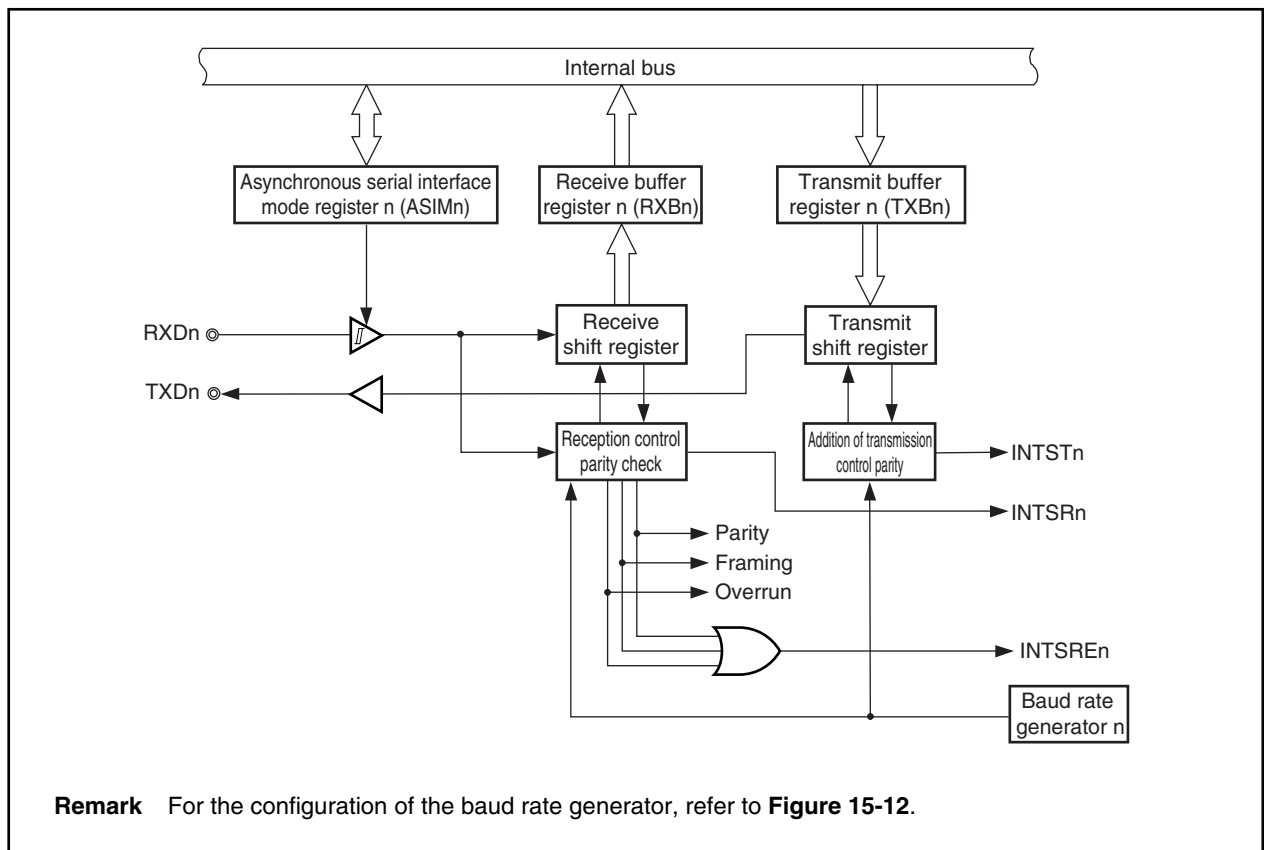 Internal bus
Asynchronous serial interface
mode register n (ASIMn)
Receive buffer
register n (RXBn)
Transmit buffer
register n (TXBn)
RXDn
Receive
shift register
Transmit
shift register
TXDn
Reception control
parity check
Addition of transmission
control parity
INTSTn
INTSRn
Parity
Framing
Overrun
INTSREn
Baud rate
generator n
Remark For the configuration of the baud rate generator, refer to Figure 15-12.